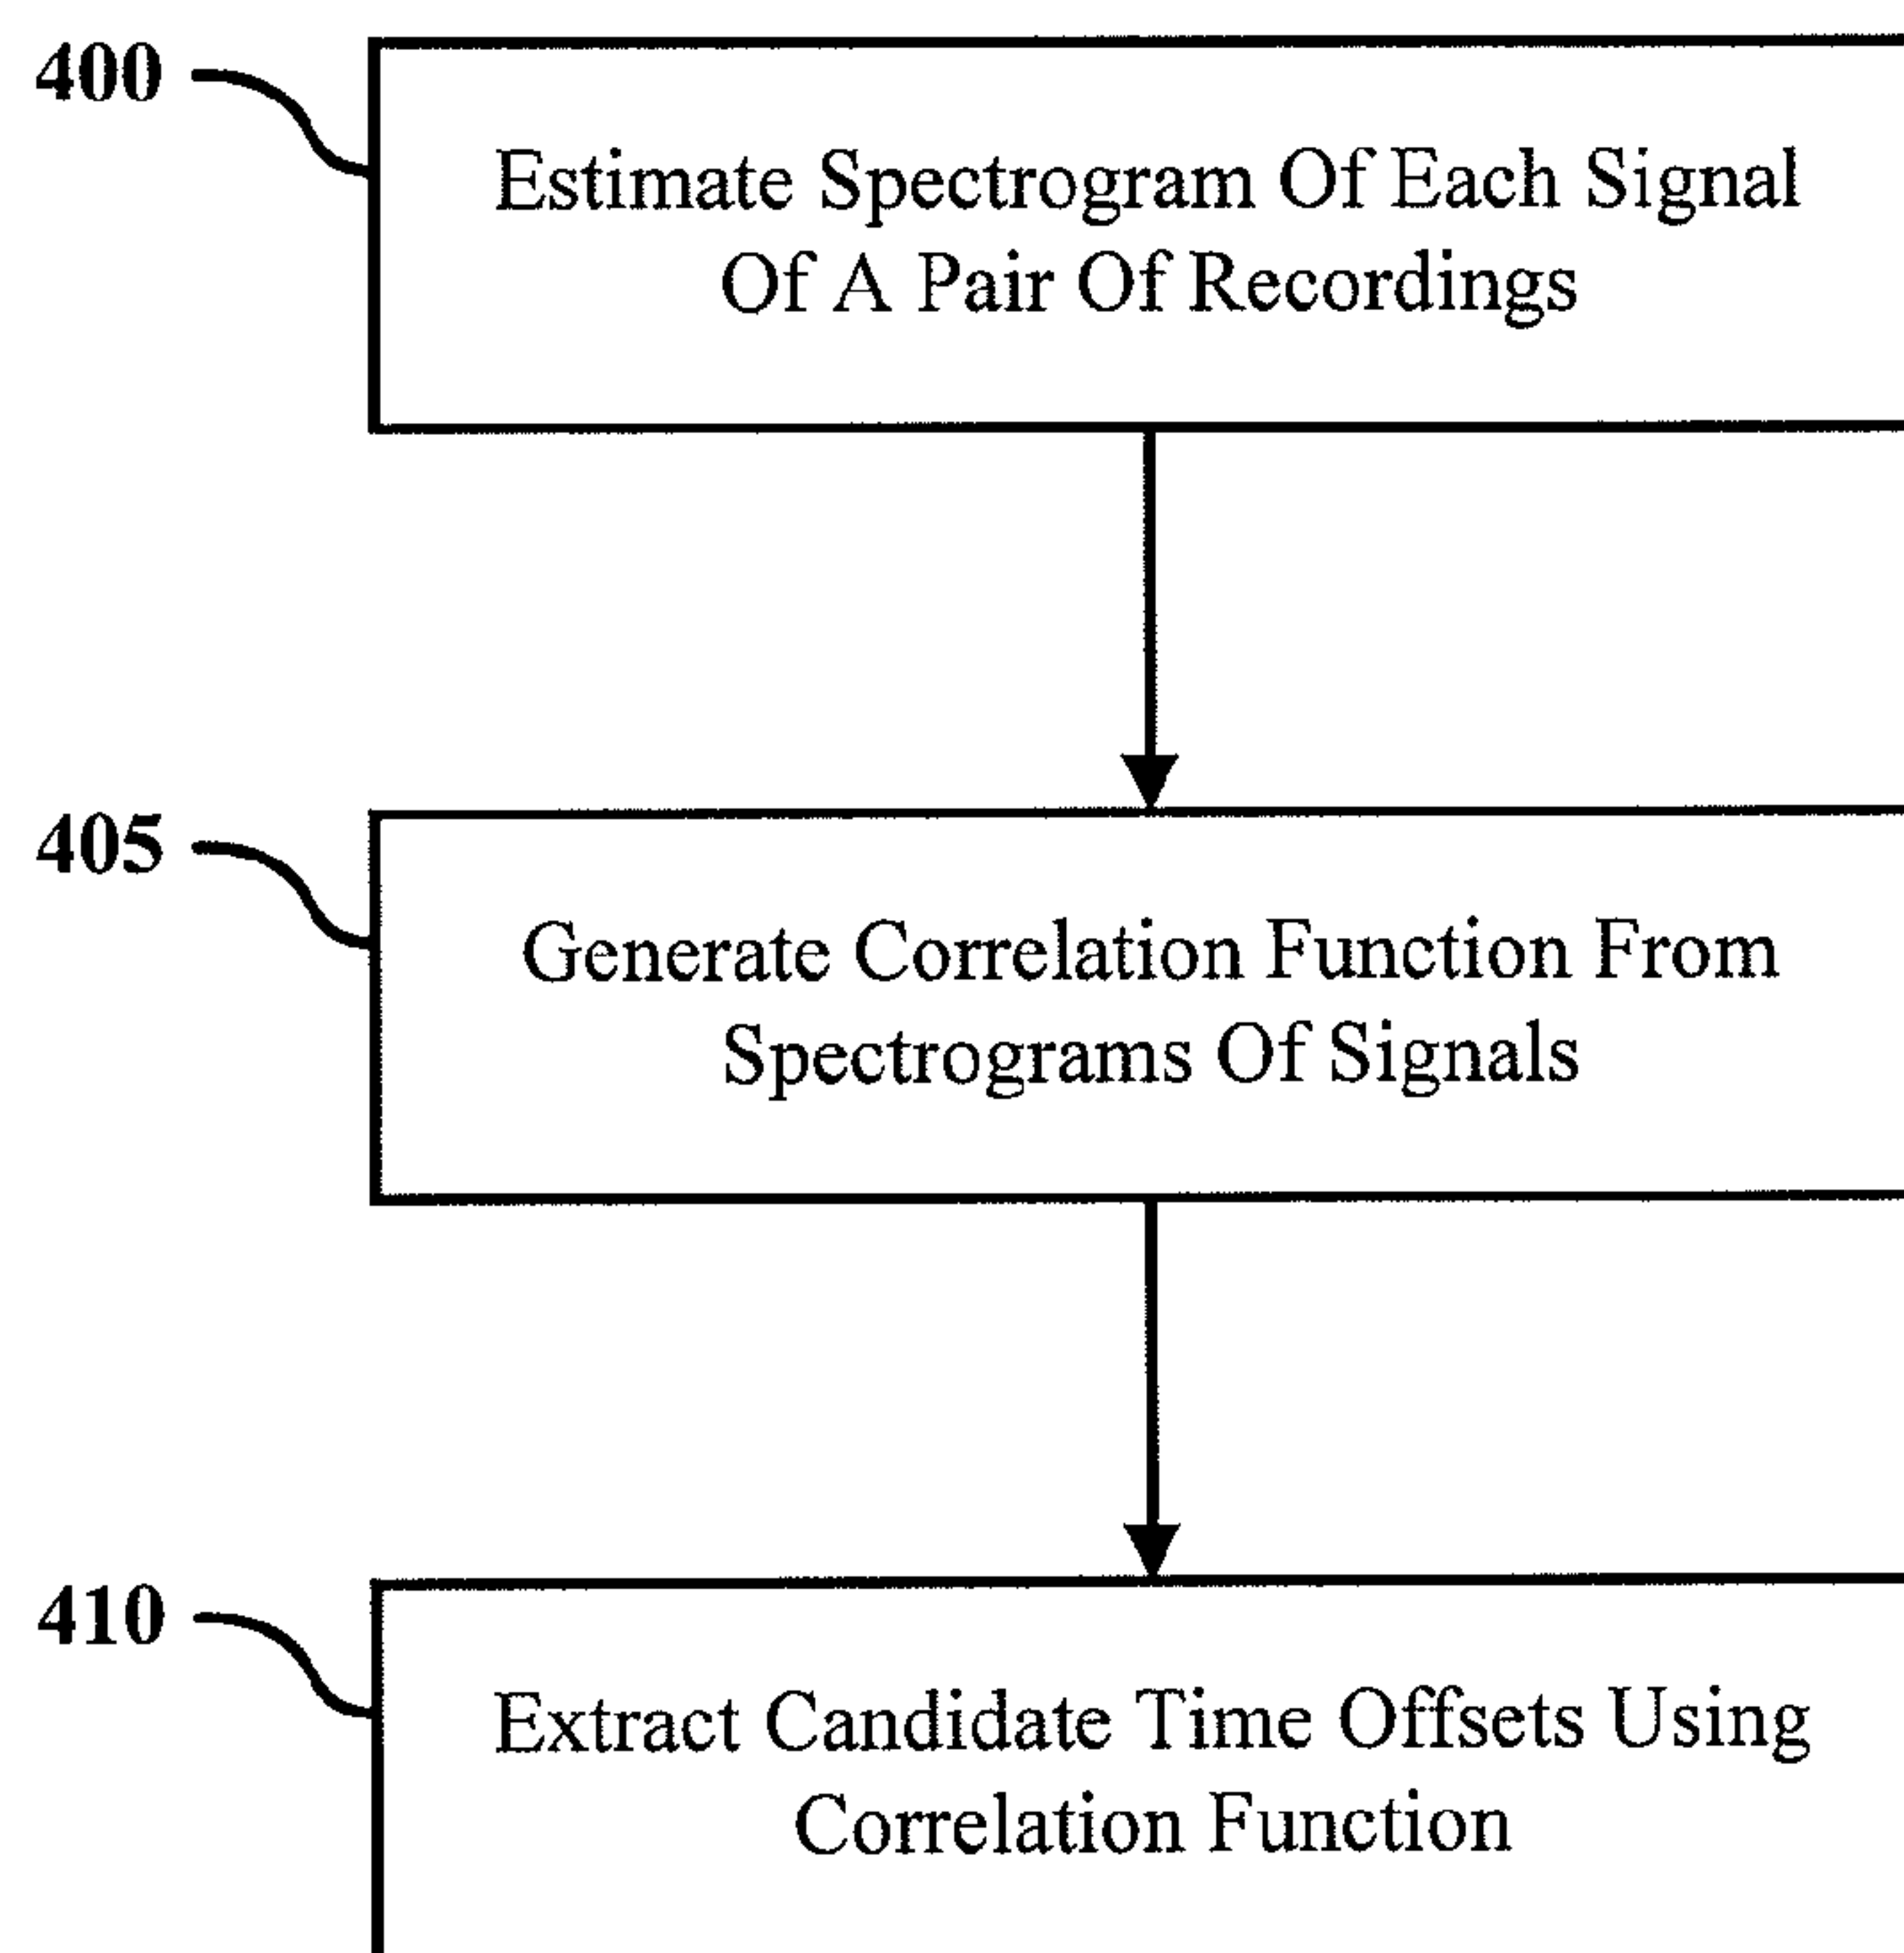 400
Estimate Spectrogram Of Each Signal
Of A Pair Of Recordings
405
Generate Correlation Function From
Spectrograms Of Signals
410
Extract Candidate Time Offsets Using
Correlation Function